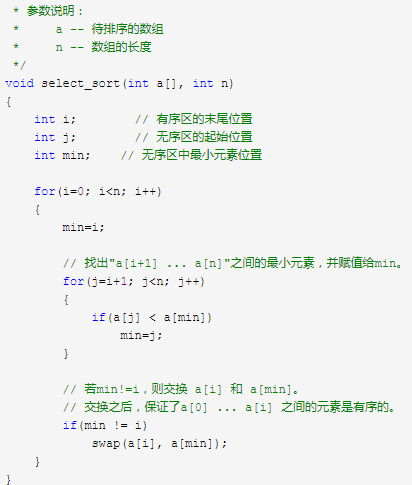 * 参数说明：
*     a -- 待排序的数组
*     n -- 数组的长度
*/
void select_sort(int a[], int n)
{
    int i;        // 有序区的末尾位置
    int j;        // 无序区的起始位置
    int min;    // 无序区中最小元素位置
    for(i=0; i<n; i++)
    {
        min=i;
        // 找出"a[i+1] ... a[n]"之间的最小元素，并赋值给min。
        for(j=i+1; j<n; j++)
        {
            if(a[j] < a[min])
                min=j;
        }
        // 若min!=i，则交换 a[i] 和 a[min]。
        // 交换之后，保证了a[0] ... a[i] 之间的元素是有序的。
        if(min != i)
            swap(a[i], a[min]);
    }
}